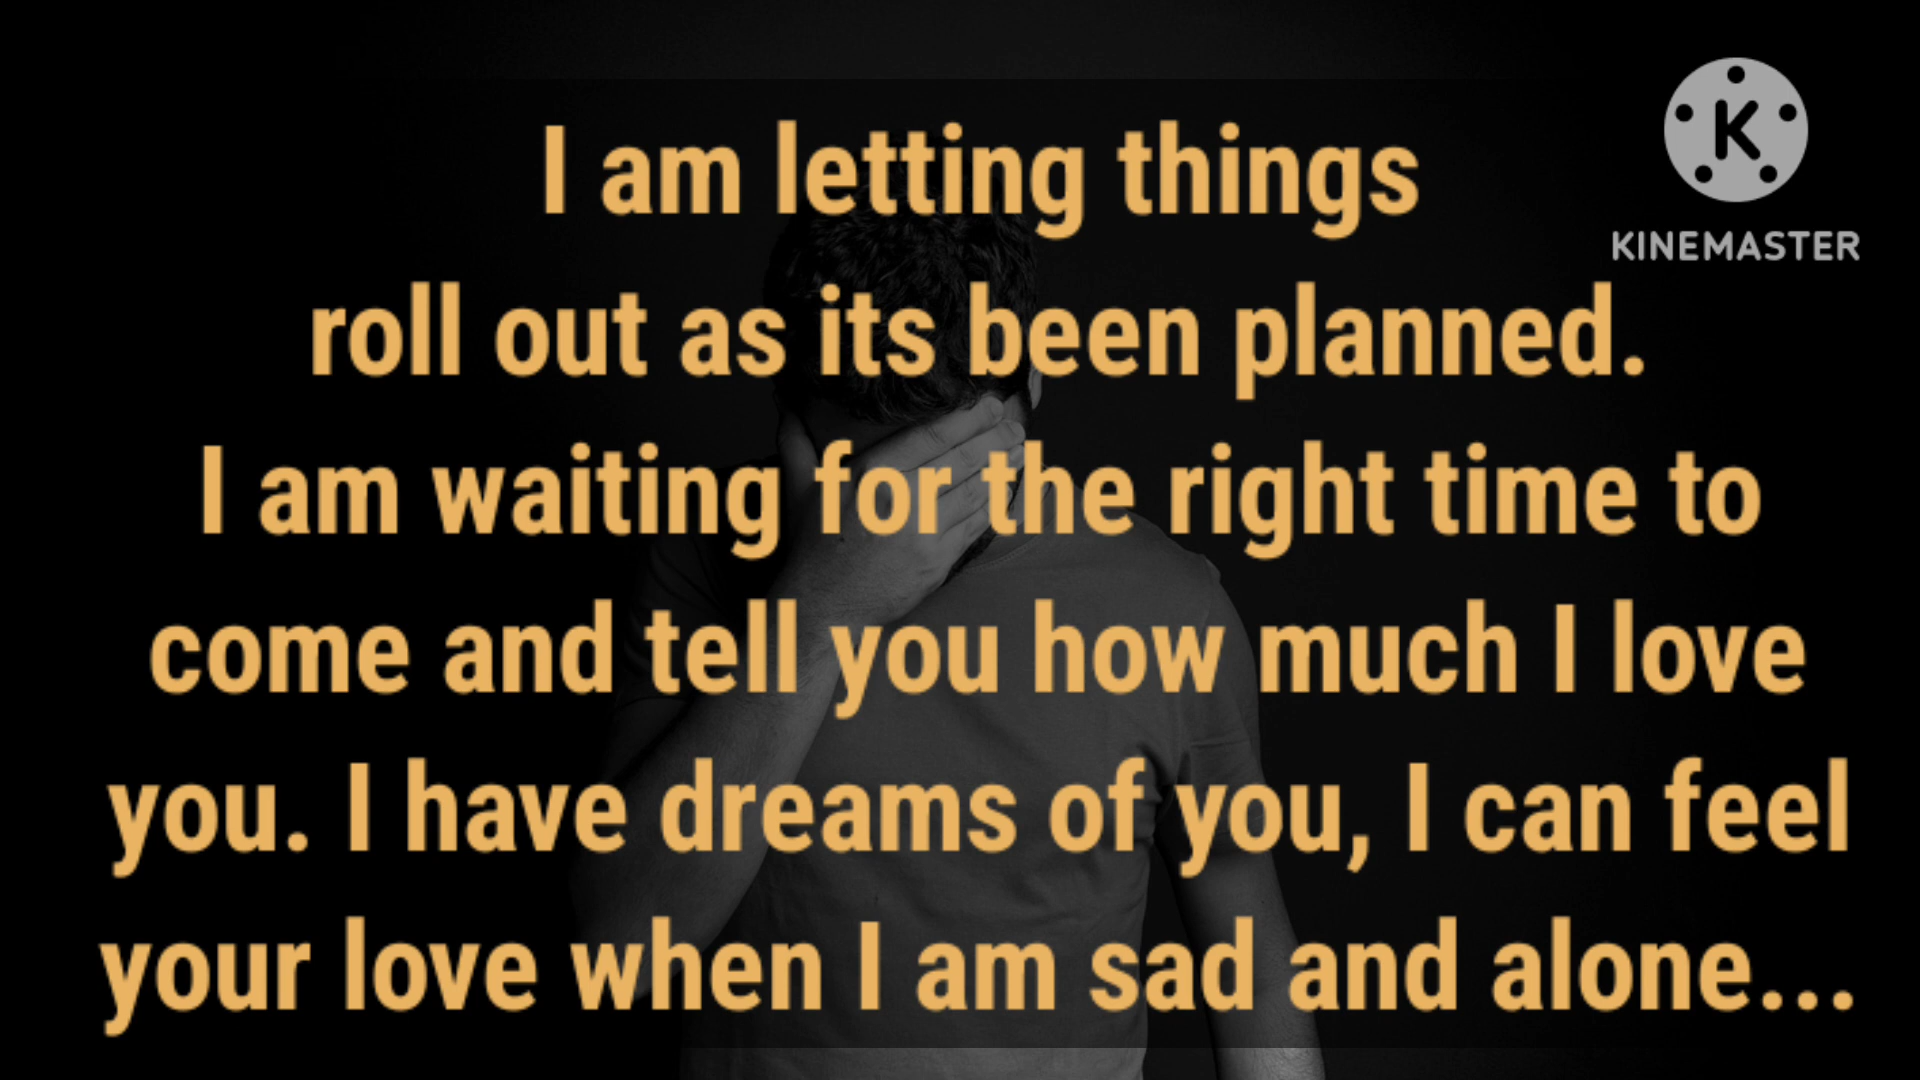 I am letting things
K
KINEMASTER
roll out as its been planned.
I am waiting for the right time to
come and tell you how much I love
you. I have dreams of you, I can feel
your love when I am sad and alone...